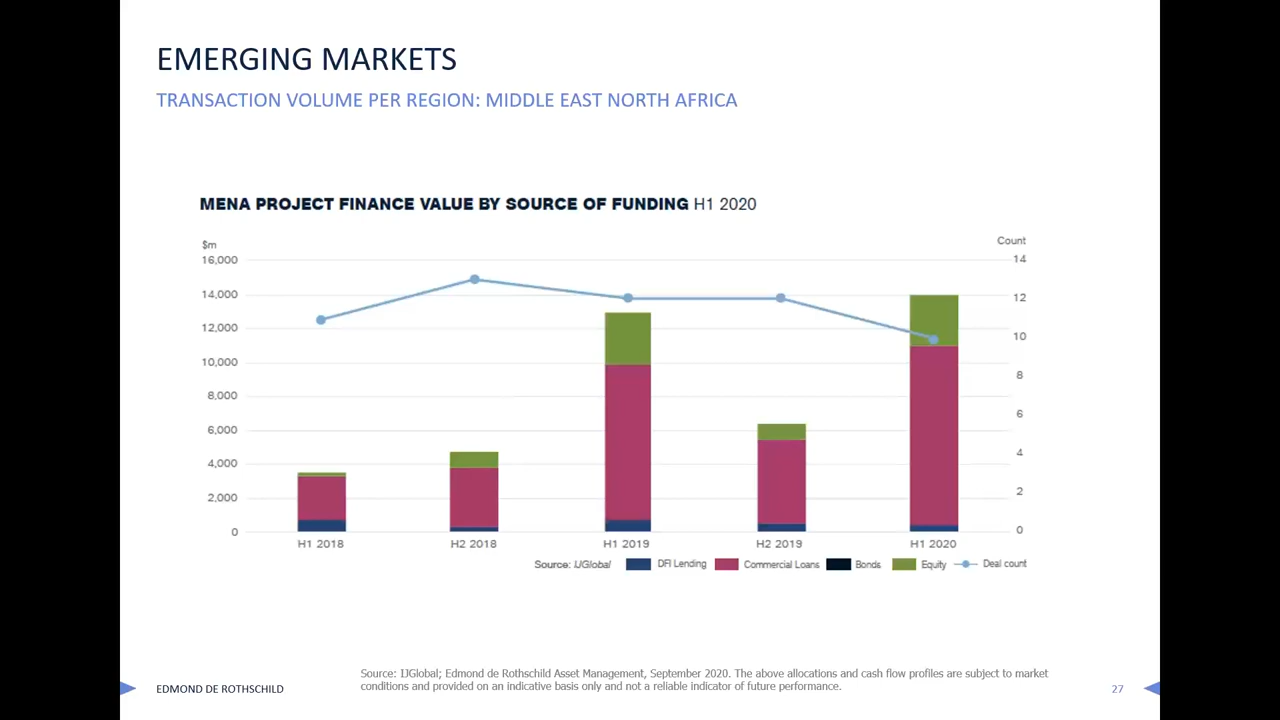 EMERGING MARKETS
TRANSACTION VOLUME PER REGION: MIDDLE EAST NORTH AFRICA
MENA PROJECT FINANCE VALUE BY SOURCE OF FUNDING H1 2020
$m
Count
16,000
14
14,000
12
12,000
10
10,000
8
8,000
6
6,000
4
4,000
2
2,000
0
0
H1 2018
H2 2018
H1 2019
H2 2019
H1 2020
Source: IJGlobal DFI Lending Commercial Loans Bonds Equity Deal count
Source: IJGlobal; Edmond de Rothschild Asset Management, September 2020. The above allocations and cash flow profiles are subject to market
conditions and provided on an indicative basis only and not a reliable indicator of future performance.
EDMOND DE ROTHSCHILD
27